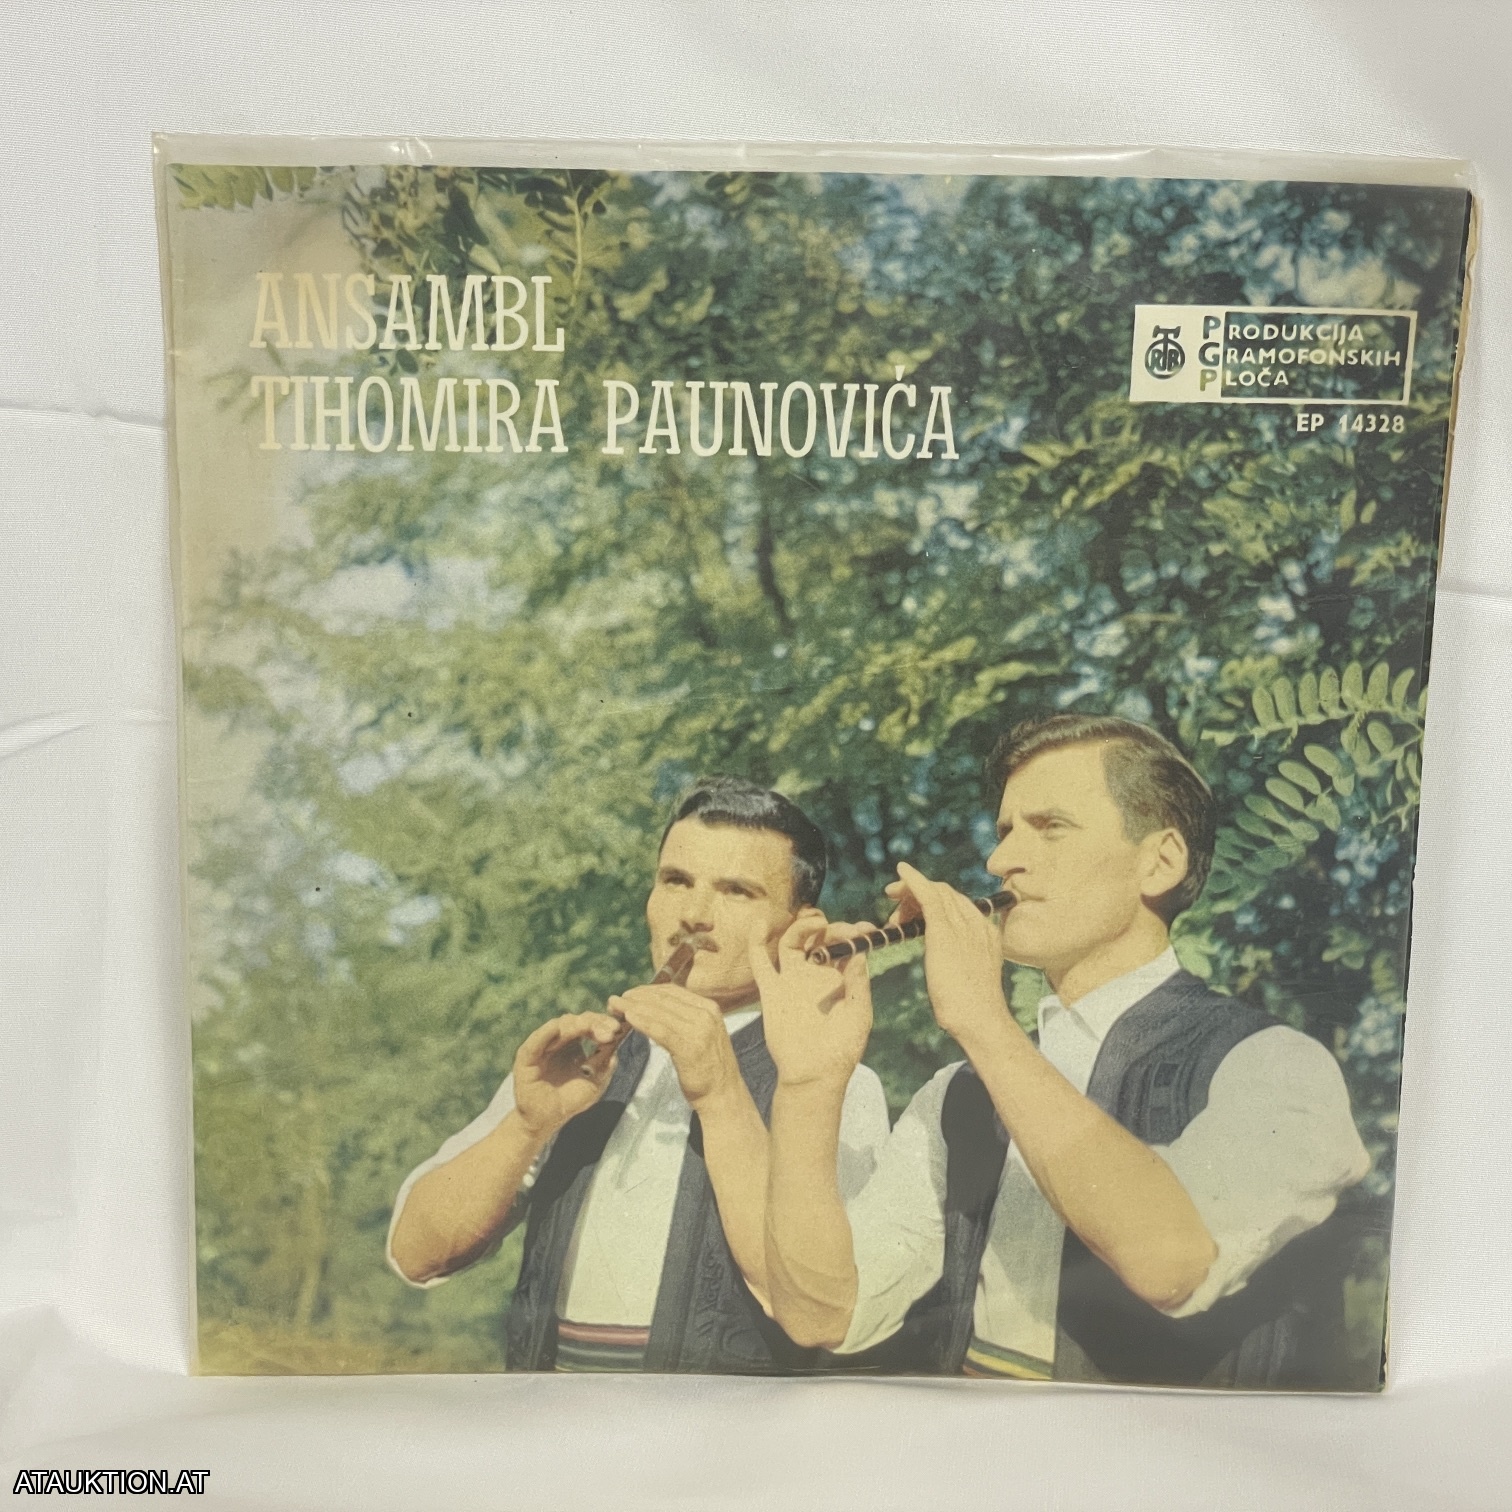 ANSAMBL
TIHOMIRA PAUNOVIĆA
PRODUKCIJA
GRAMOFONSKIH
PLOČA
EP 14328
ATAUKTION.AT